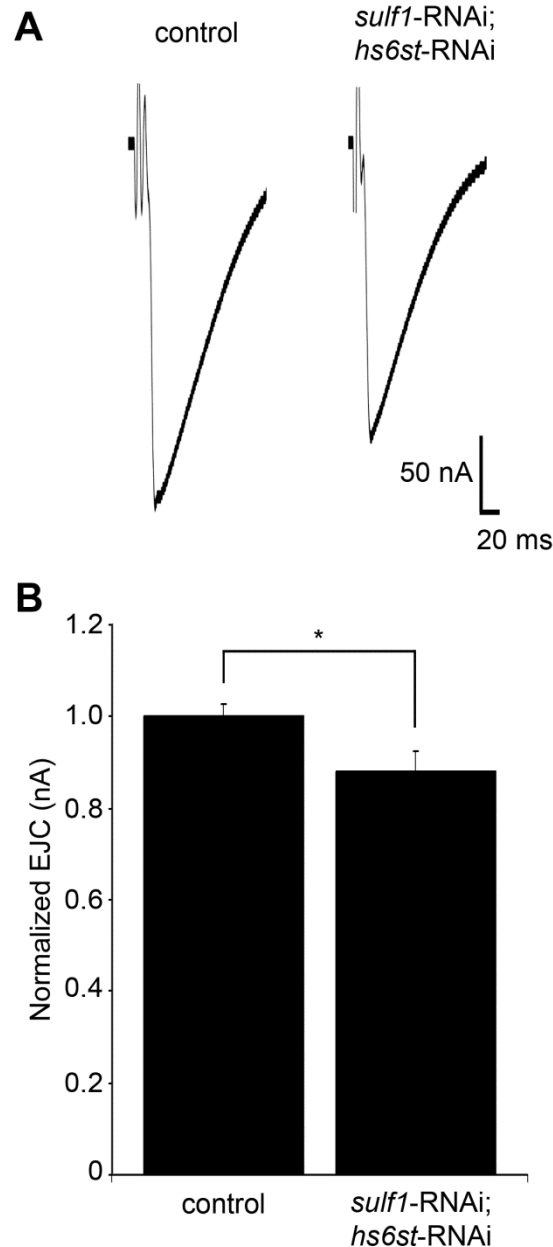 A
control
sulf1-RNAi;
hs6st-RNAi
50 nA
20 ms
B
Normalized EJC (nA)
1.2
1.0
0.8
0.6
0.4
0.2
0
*
control
sulf1-RNAi;
hs6st-RNAi